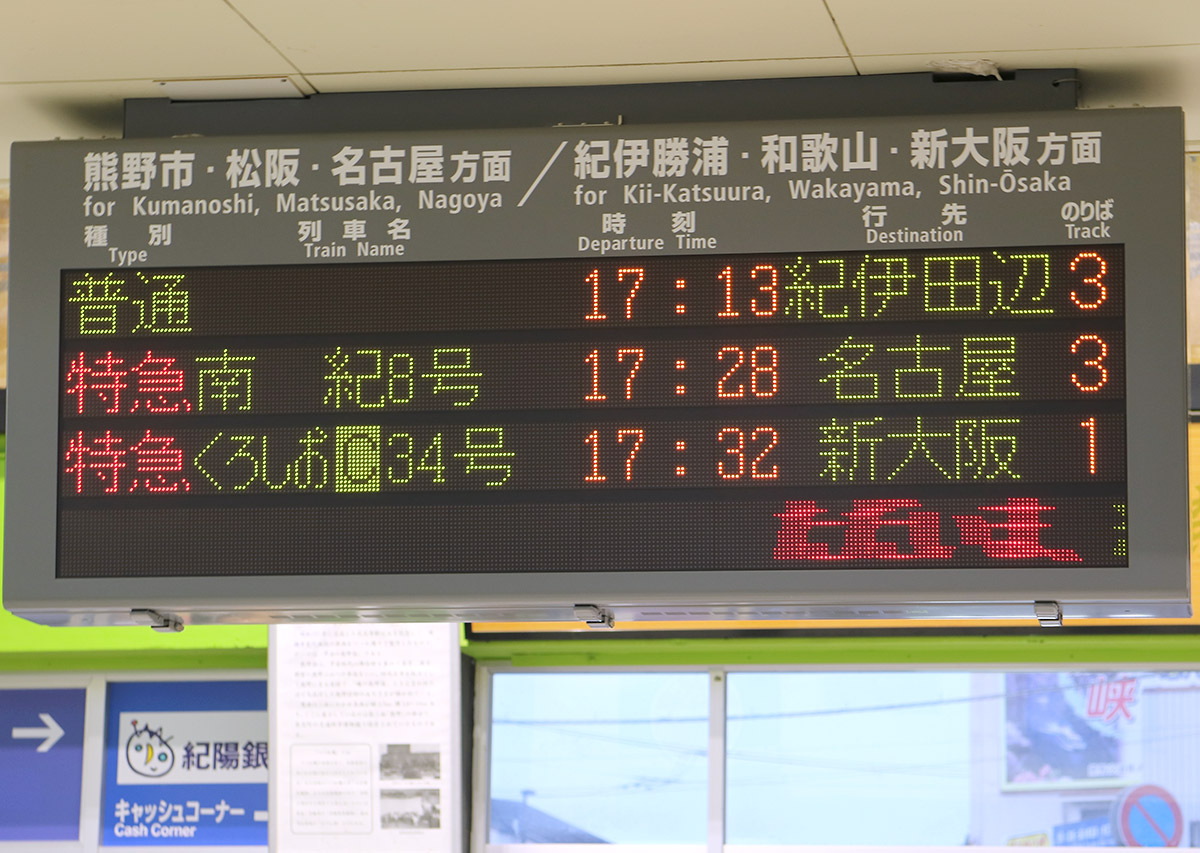 熊野市・松阪・名古屋方面／紀伊勝浦・和歌山・新大阪方面
for Kumanoshi, Matsusaka, Nagoya for Kii-Katsuura, Wakayama, Shin-Ōsaka
種別 列車名 時刻 行先 のりば
Type Train Name Departure Time Destination Track
普通 17:13 紀伊田辺 3
特急 南 紀8号 17:28 名古屋 3
特急 くろしお 34号 17:32 新大阪 1
紀陽銀
キャッシュコーナー
Cash Corner
峡